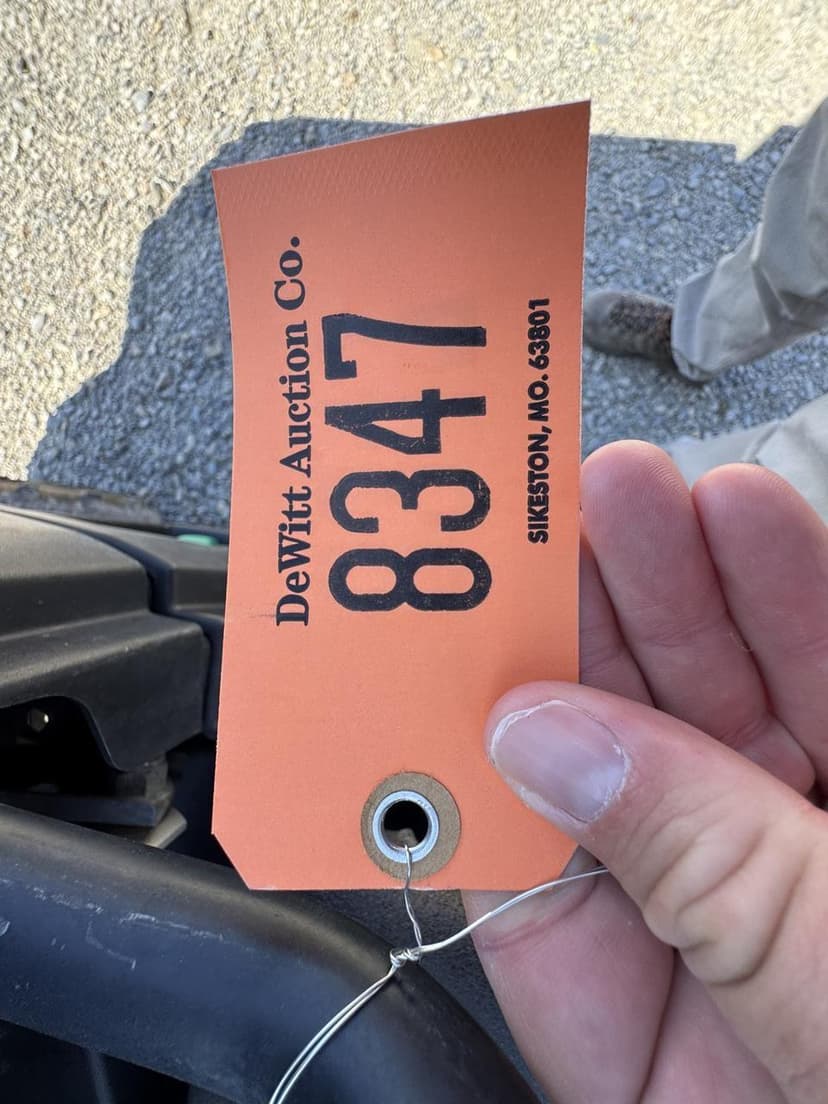 DeWitt Auction Co.
8347
SIKESTON, MO. 63801